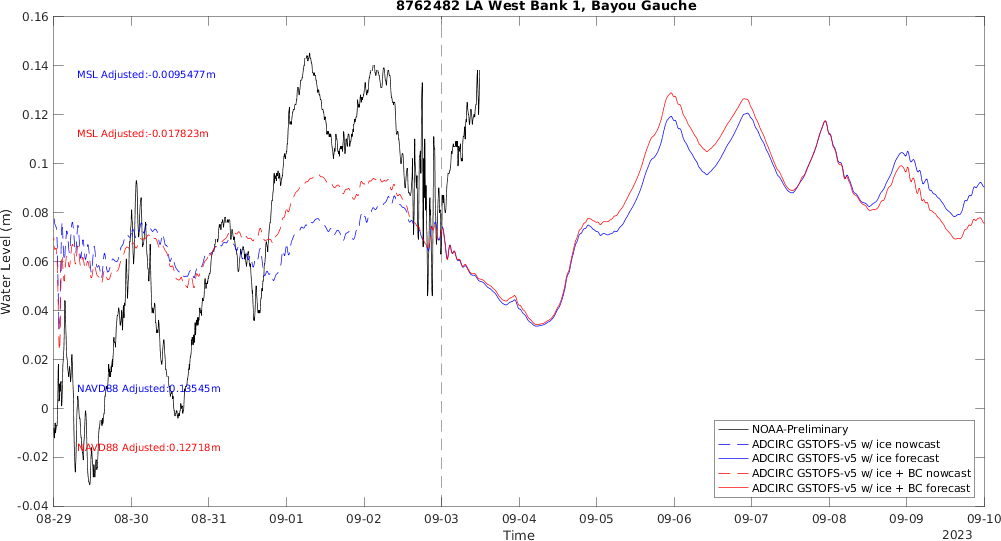 8762482 LA West Bank 1, Bayou Gauche
0.16
0.14
0.12
0.1
0.08
0.06
0.04
0.02
0
-0.02
-0.04
Water Level (m)
MSL Adjusted:-0.0095477m
MSL Adjusted:-0.017823m
NAVD88 Adjusted:0.13545m
NAVD88 Adjusted:0.12718m
NOAA-Preliminary
ADCIRC GSTOFS-v5 w/ ice nowcast
ADCIRC GSTOFS-v5 w/ ice forecast
ADCIRC GSTOFS-v5 w/ ice + BC nowcast
ADCIRC GSTOFS-v5 w/ ice + BC forecast
08-29 08-30 08-31 09-01 09-02 09-03 09-04 09-05 09-06 09-07 09-08 09-09 09-10
Time
2023